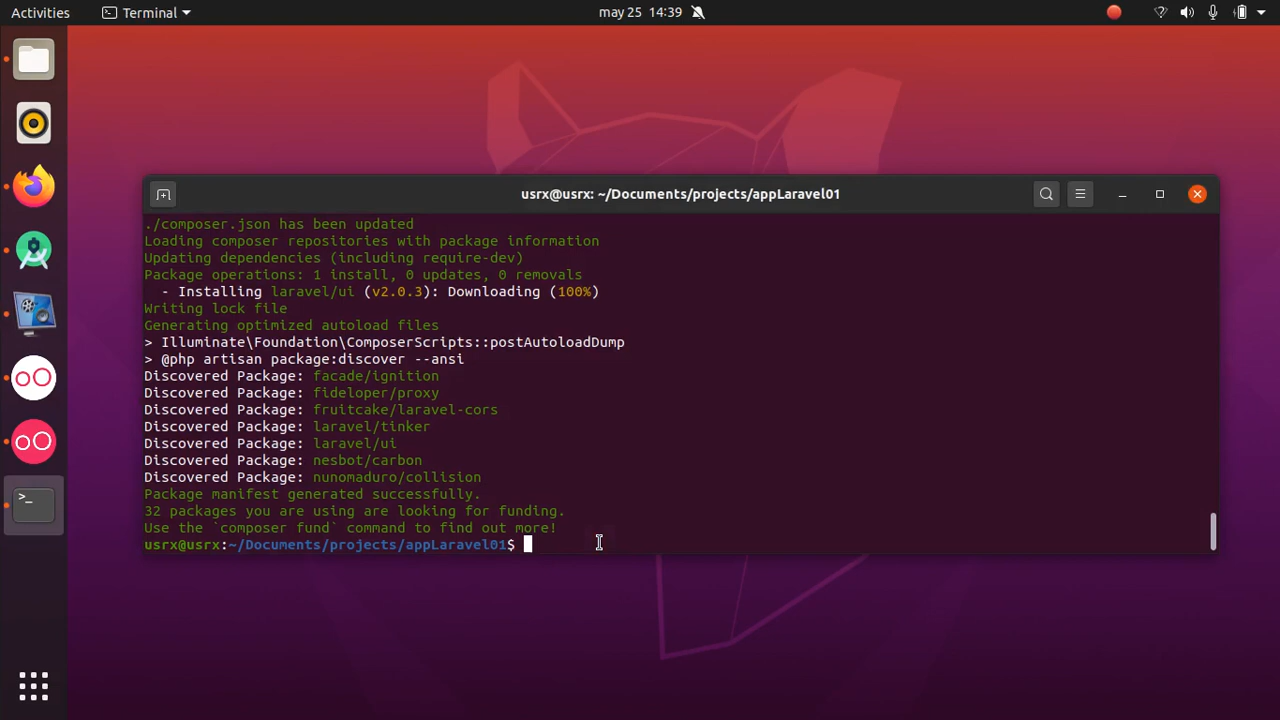 Activities
Terminal
may 25 14:39
usrx@usrx: ~/Documents/projects/appLaravel01
./composer.json has been updated
Loading composer repositories with package information
Updating dependencies (including require-dev)
Package operations: 1 install, 0 updates, 0 removals
- Installing laravel/ui (v2.0.3): Downloading (100%)
Writing lock file
Generating optimized autoload files
> Illuminate\Foundation\ComposerScripts::postAutoloadDump
> @php artisan package:discover --ansi
Discovered Package: facade/ignition
Discovered Package: fideloper/proxy
Discovered Package: fruitcake/laravel-cors
Discovered Package: laravel/tinker
Discovered Package: laravel/ui
Discovered Package: nesbot/carbon
Discovered Package: nunomaduro/collision
Package manifest generated successfully.
32 packages you are using are looking for funding.
Use the `composer fund` command to find out more!
usrx@usrx:~/Documents/projects/appLaravel01$